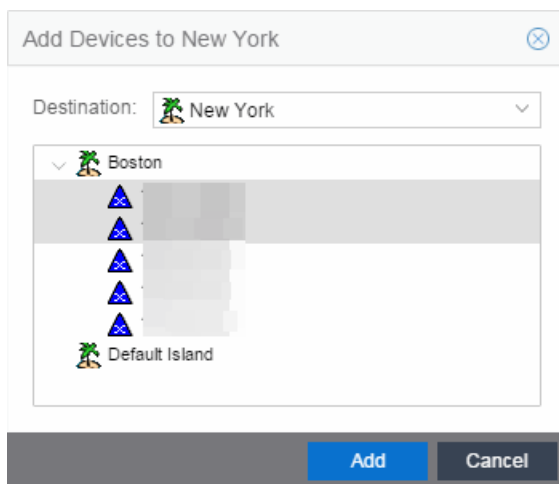 Add Devices to New York
Destination: New York
Boston
Default Island
Add Cancel